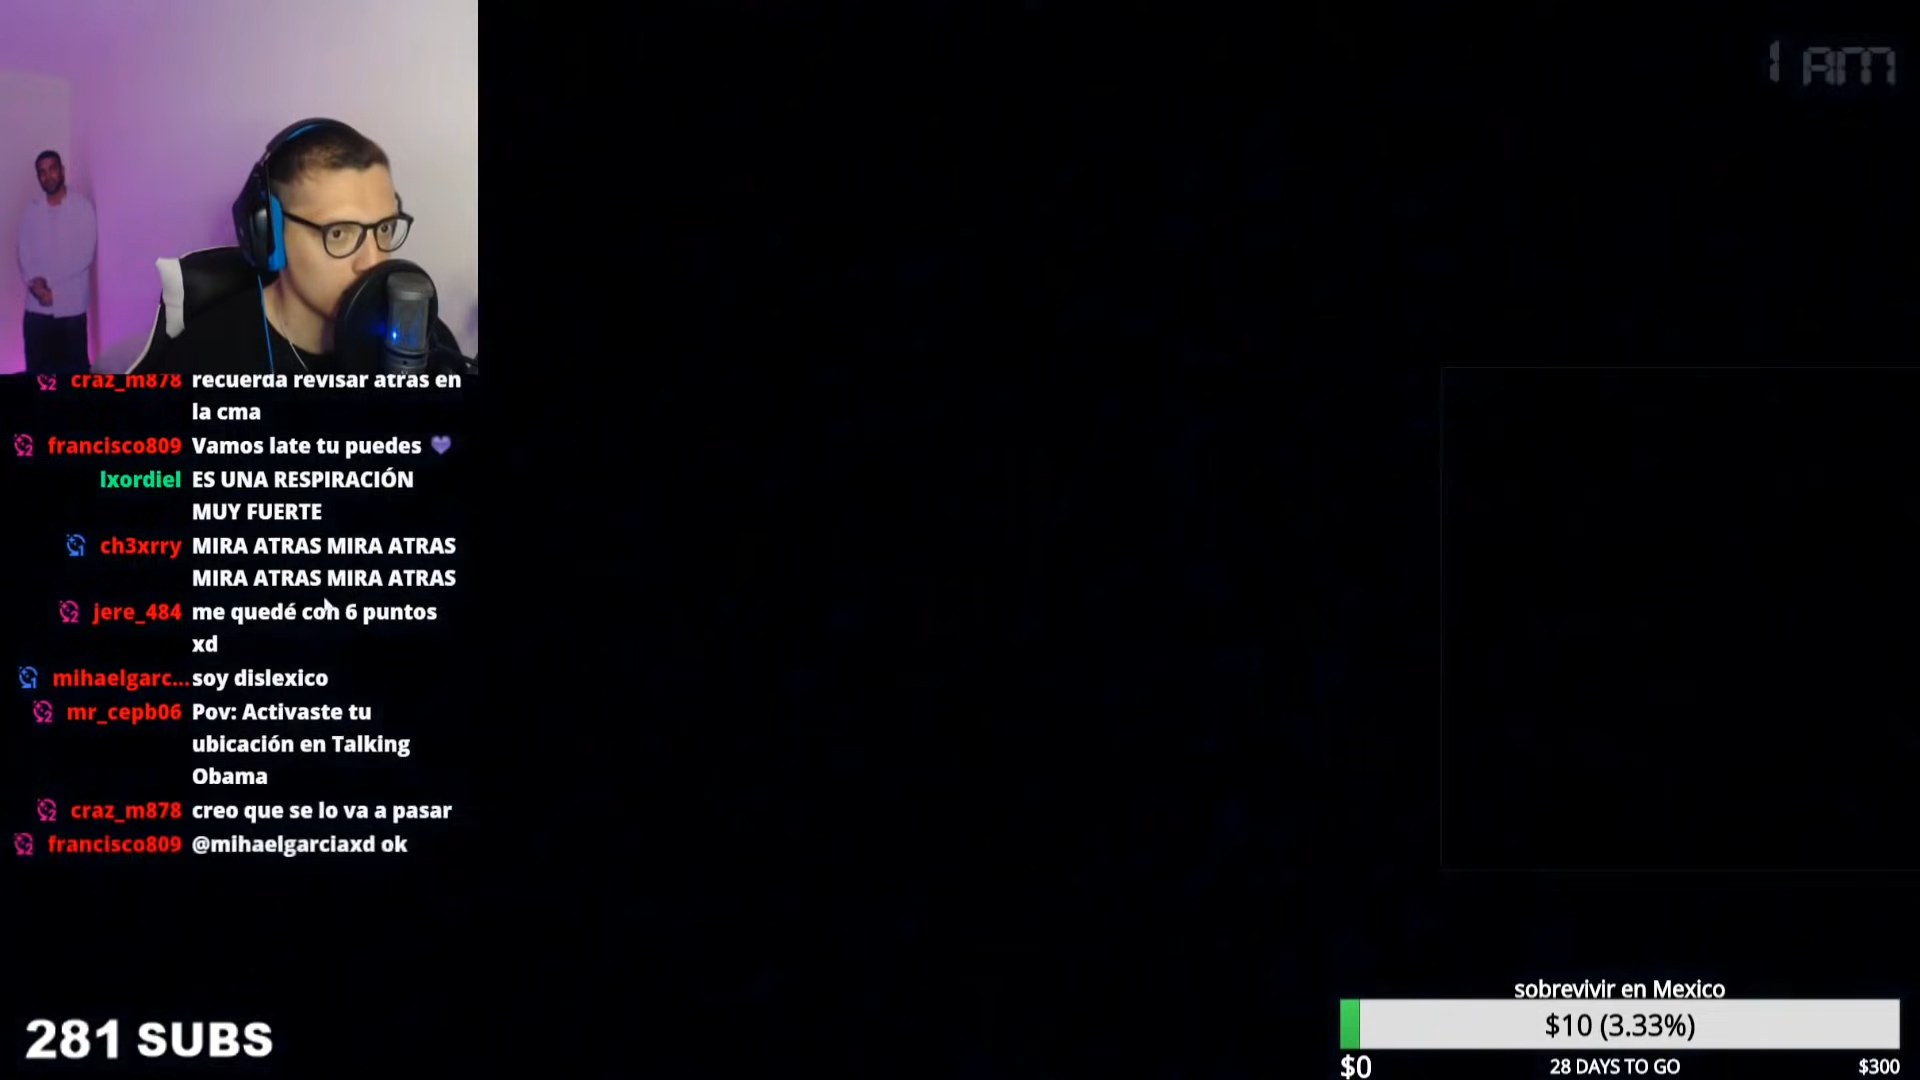 1 AM
craz_m878 recuerda revisar atras en
la cma
francisco809 Vamos late tu puedes 💜
lxordiel ES UNA RESPIRACIÓN
MUY FUERTE
ch3xrry MIRA ATRAS MIRA ATRAS
MIRA ATRAS MIRA ATRAS
jere_484 me quedé con 6 puntos
xd
mihaelgarc... soy dislexico
mr_cepb06 Pov: Activaste tu
ubicación en Talking
Obama
craz_m878 creo que se lo va a pasar
francisco809 @mihaelgarciaxd ok
281 SUBS
sobrevivir en Mexico
$10 (3.33%)
$0 28 DAYS TO GO $300